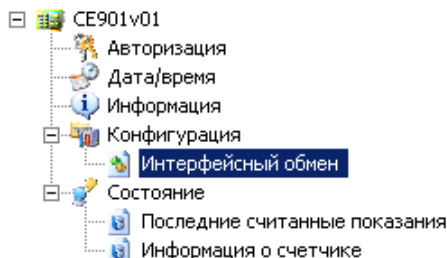 CE901v01
Авторизация
Дата/время
Информация
Конфигурация
Интерфейсный обмен
Состояние
Последние считанные показания
Информация о счетчике